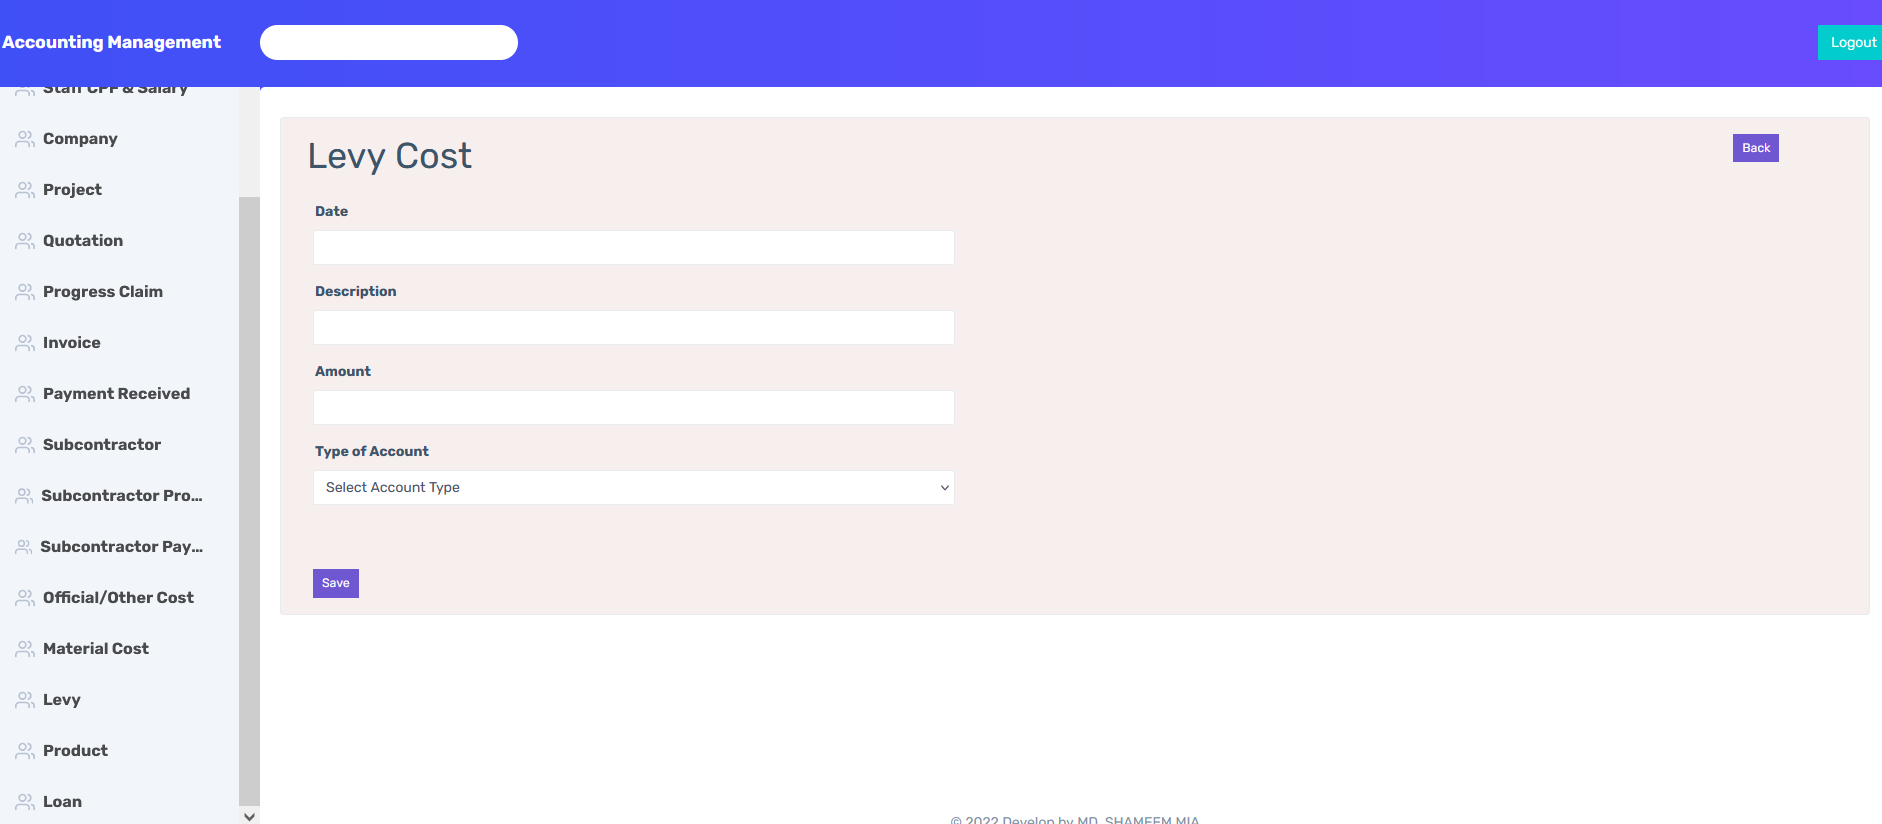 Accounting Management
Logout
Staff CPF & Salary
Company
Project
Quotation
Progress Claim
Invoice
Payment Received
Subcontractor
Subcontractor Pro...
Subcontractor Pay...
Official/Other Cost
Material Cost
Levy
Product
Loan
Levy Cost
Back
Date
Description
Amount
Type of Account
Select Account Type
Save
© 2022 Develop by MD. SHAMEEM MIA